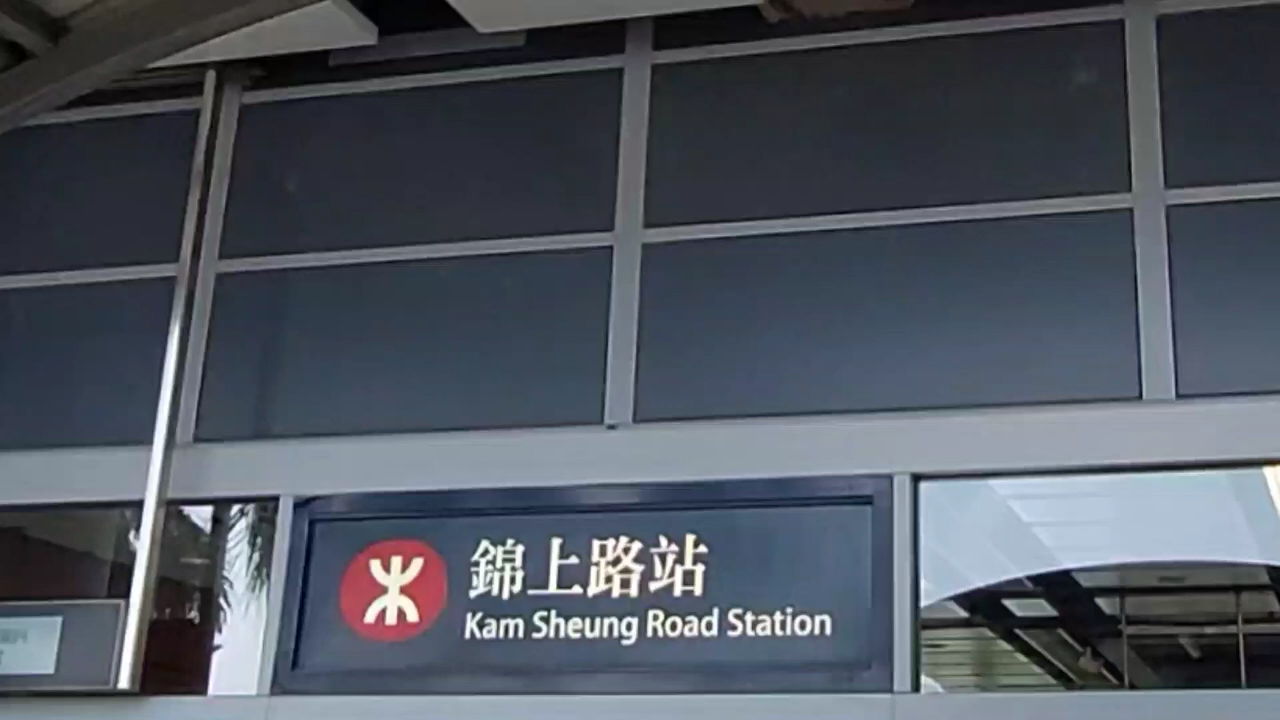 錦上路站
Kam Sheung Road Station